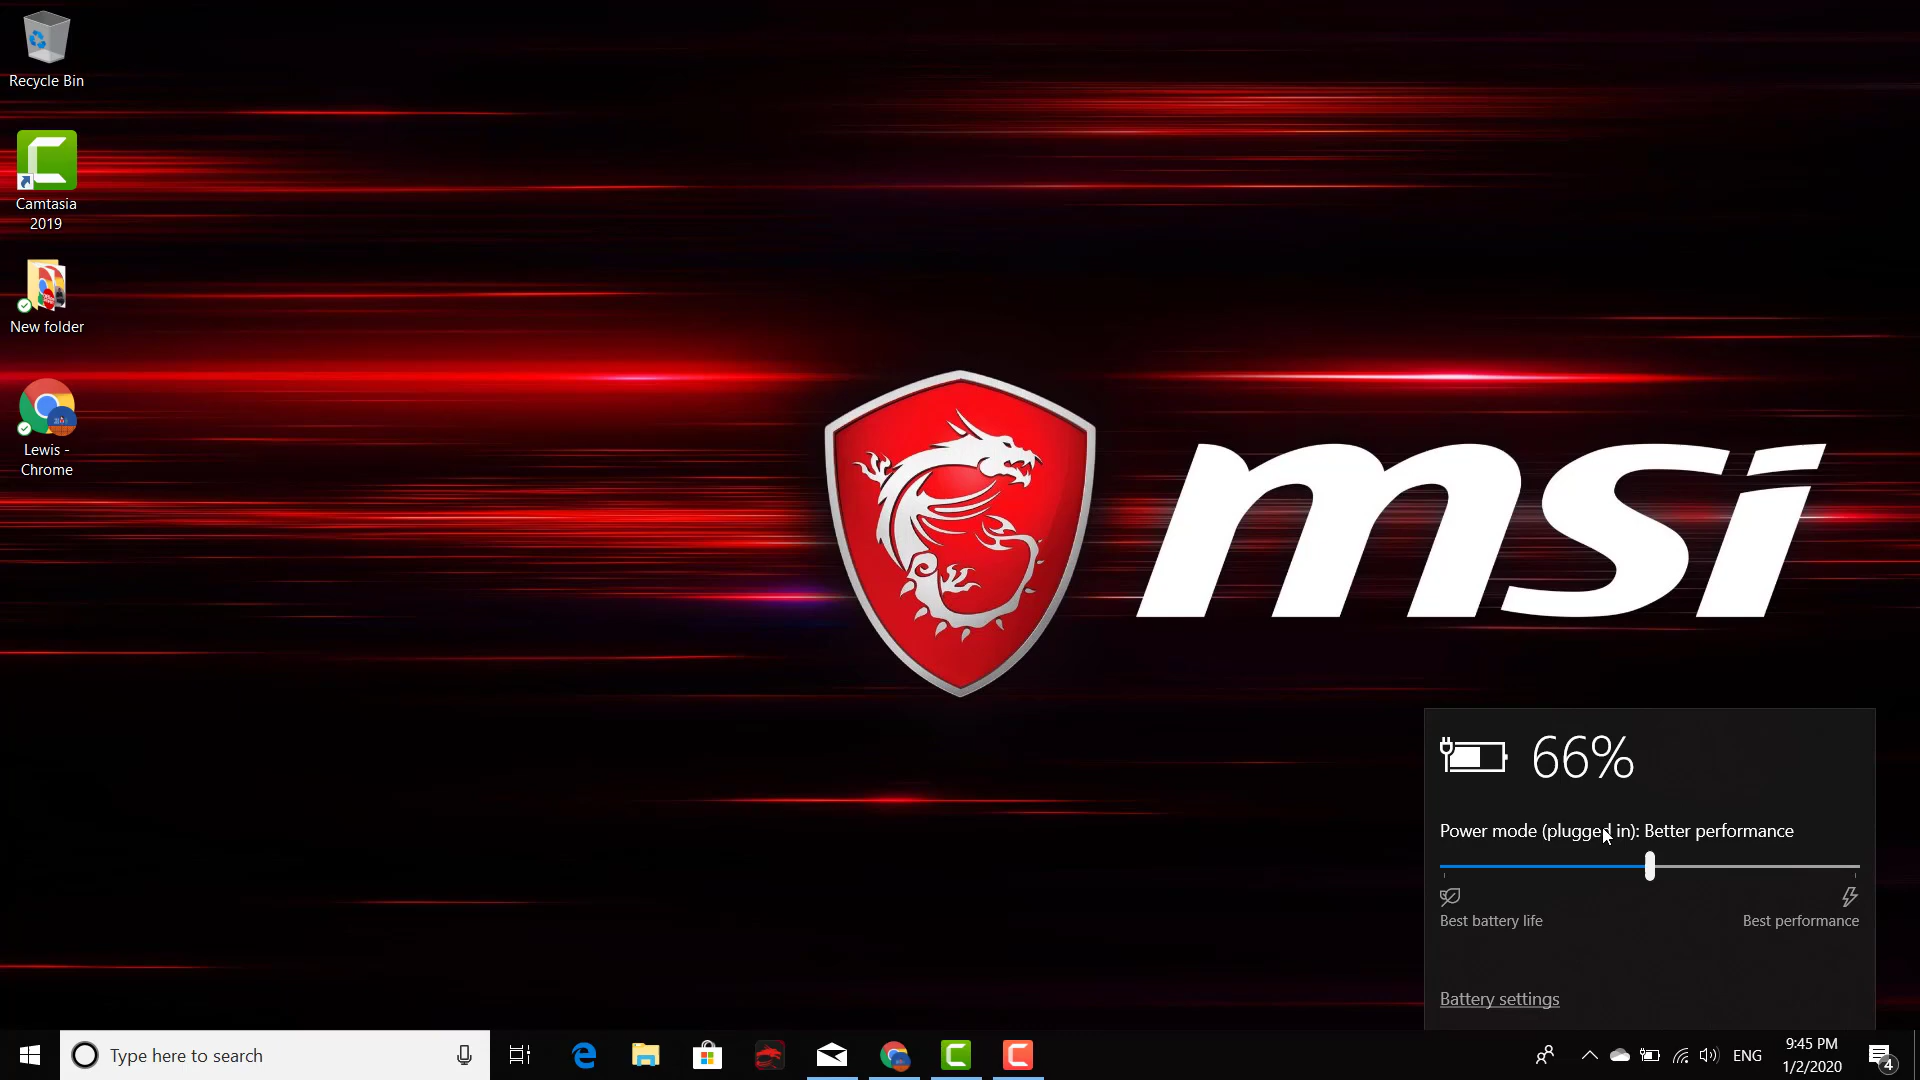 Recycle Bin
Camtasia
2019
New folder
Lewis -
Chrome
msi
66%
Power mode (plugged in): Better performance
Best battery life
Best performance
Battery settings
Type here to search
ENG
9:45 PM
1/2/2020
4